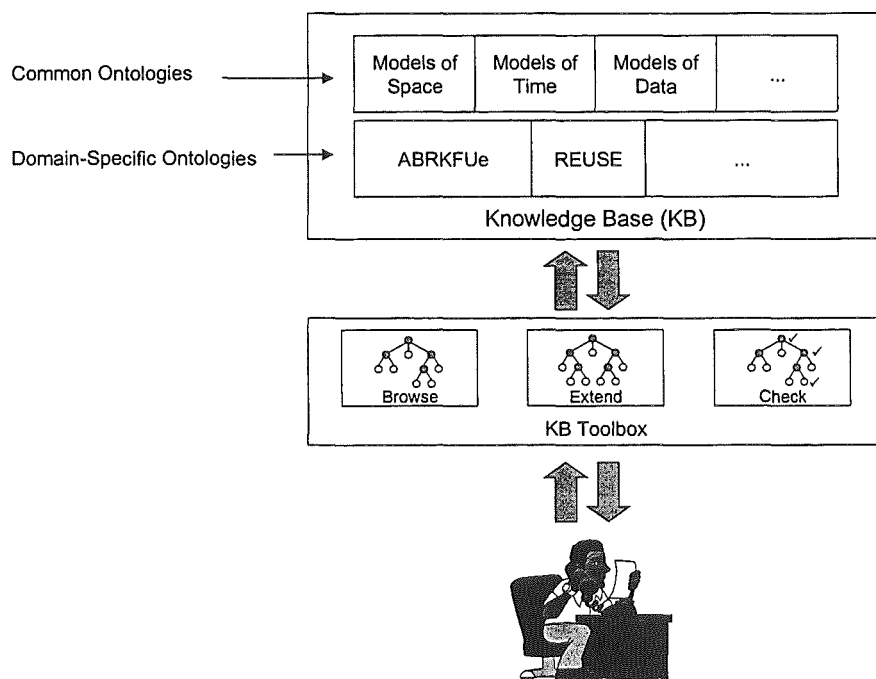 Common Ontologies
Models of Space
Models of Time
Models of Data
...
Domain-Specific Ontologies
ABRKFUe
REUSE
...
Knowledge Base (KB)
Browse
Extend
Check
KB Toolbox